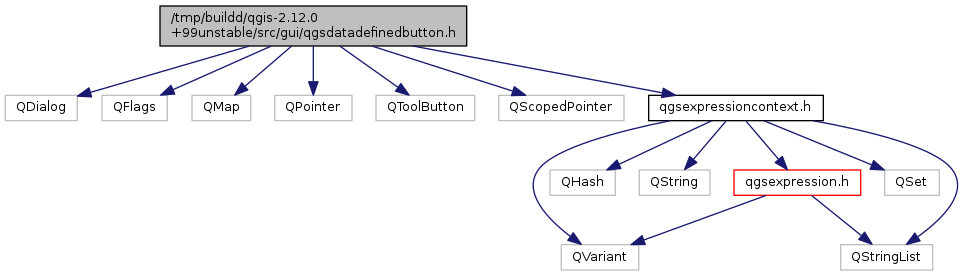 /tmp/buildd/qgis-2.12.0
+99unstable/src/gui/qgsdatadefinedbutton.h
QDialog
QFlags
QMap
QPointer
QToolButton
QScopedPointer
qgsexpressioncontext.h
QHash
QString
qgsexpression.h
QSet
QVariant
QStringList